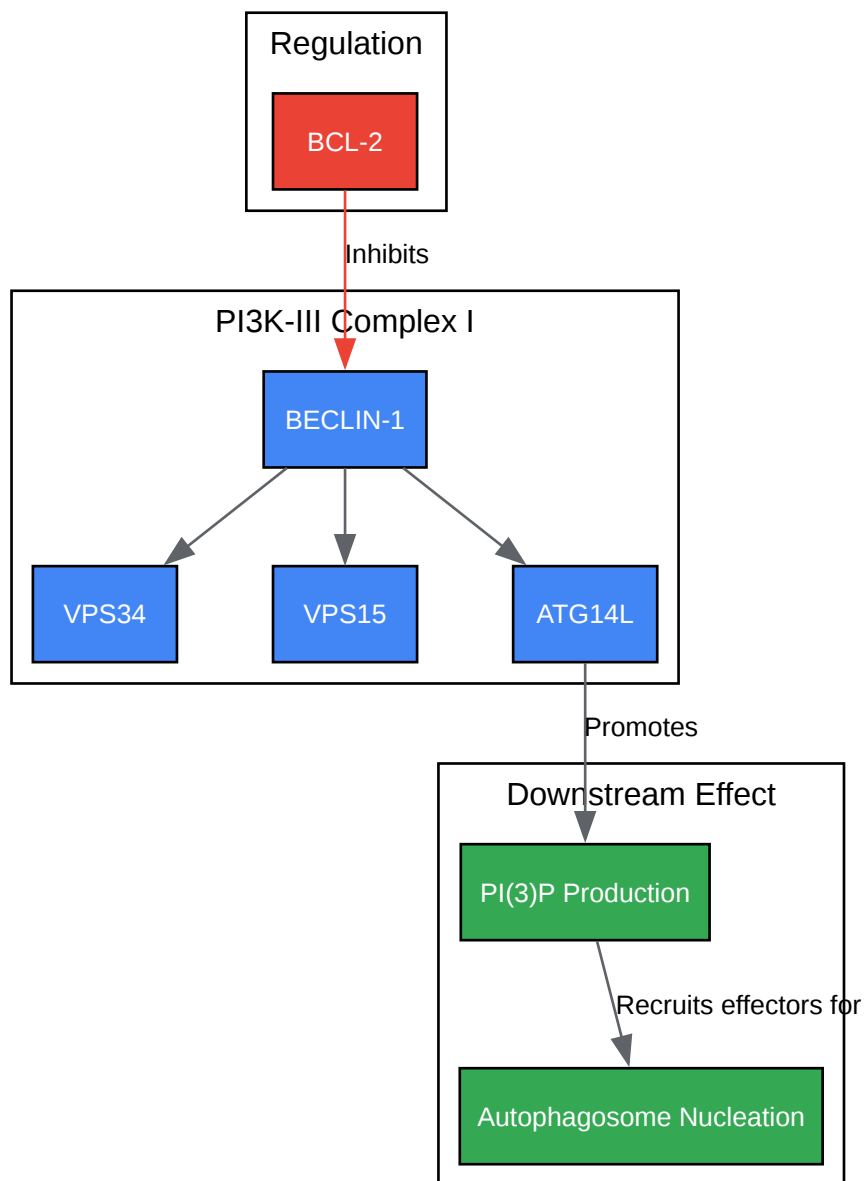 Regulation
BCL-2
Inhibits
PI3K-III Complex I
BECLIN-1
VPS34
VPS15
ATG14L
Promotes
Downstream Effect
PI(3)P Production
Recruits effectors for
Autophagosome Nucleation